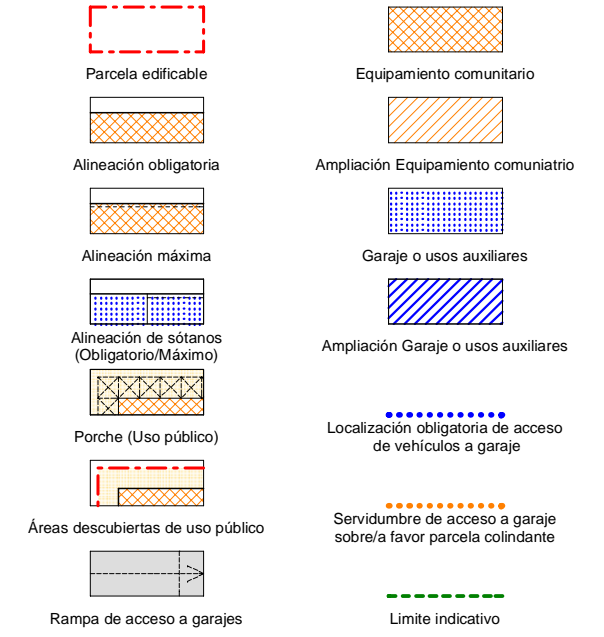 Parcela edificable
Equipamiento comunitario
Alineación obligatoria
Ampliación Equipamiento comuniatrio
Alineación máxima
Garaje o usos auxiliares
Alineación de sótanos
(Obligatorio/Máximo)
Ampliación Garaje o usos auxiliares
Porche (Uso público)
Localización obligatoria de acceso
de vehículos a garaje
Áreas descubiertas de uso público
Servidumbre de acceso a garaje
sobre/a favor parcela colindante
Rampa de acceso a garajes
Limite indicativo